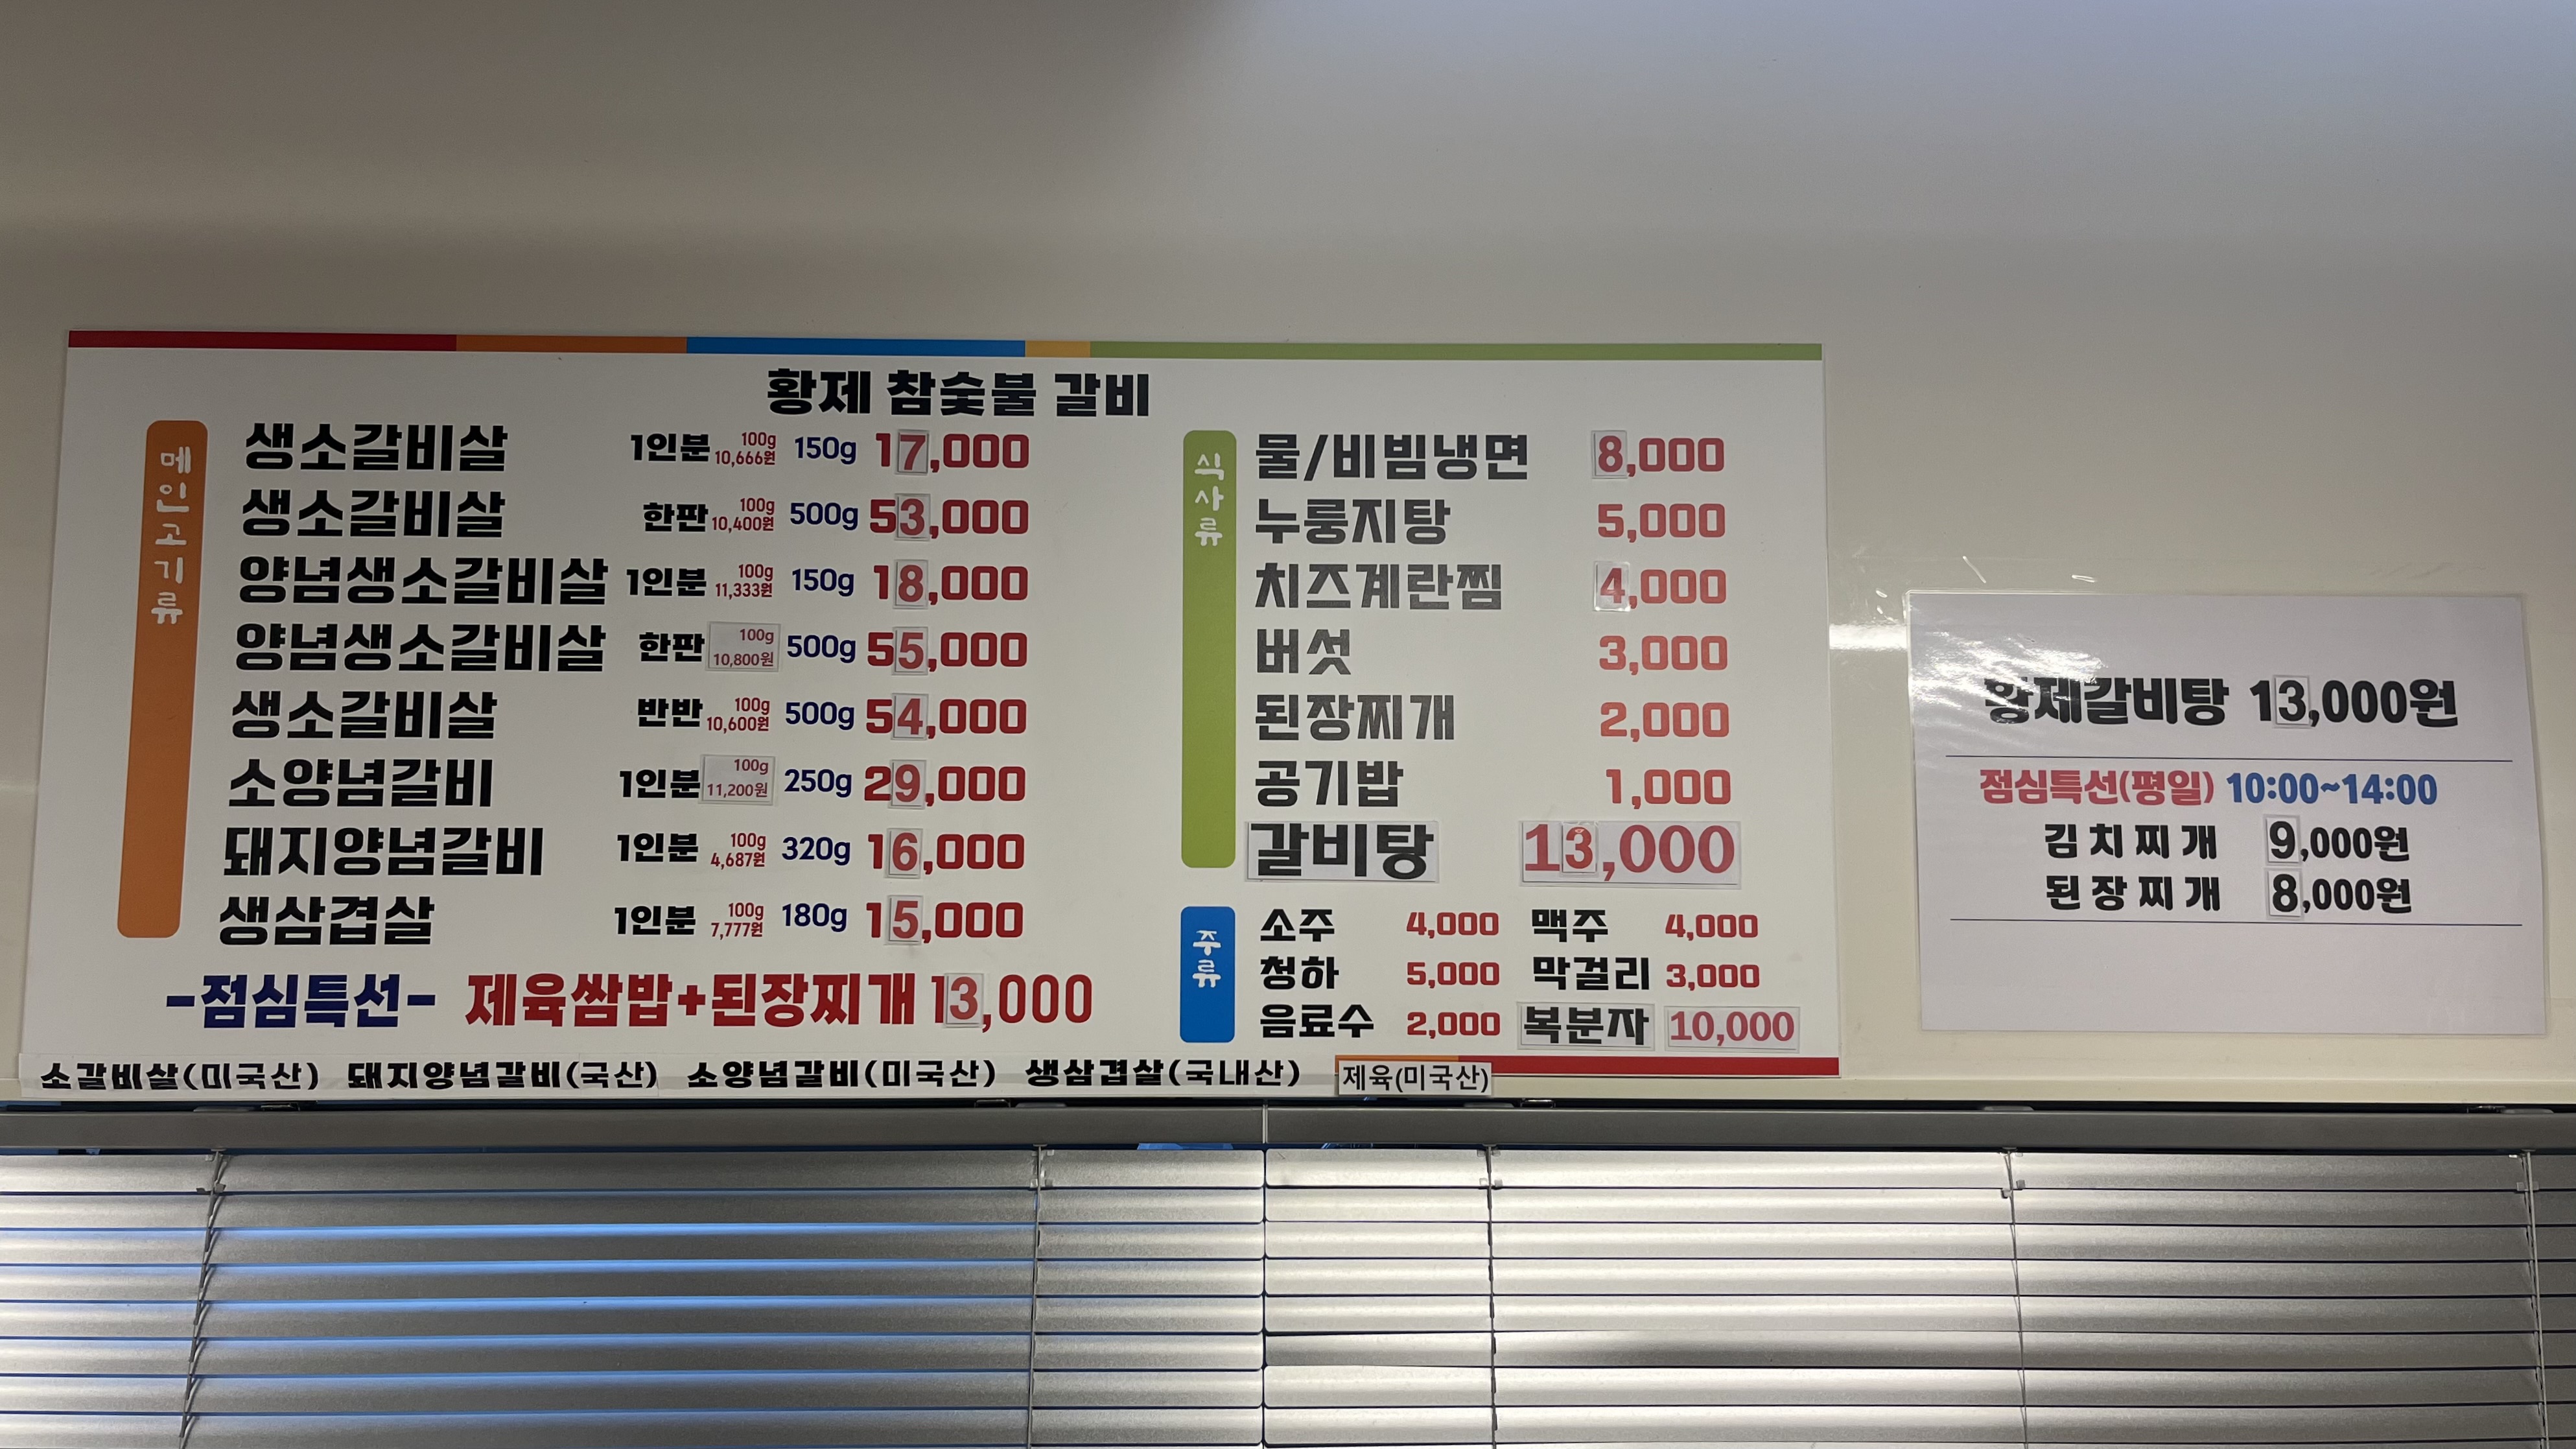 황제 참숯불 갈비
메인고기류
생소갈비살 1인분 100g 10,666원 150g 17,000
생소갈비살 한판 100g 10,400원 500g 53,000
양념생소갈비살 1인분 100g 11,333원 150g 18,000
양념생소갈비살 한판 100g 10,800원 500g 55,000
생소갈비살 반반 100g 10,600원 500g 54,000
소양념갈비 1인분 100g 11,200원 250g 29,000
돼지양념갈비 1인분 100g 4,687원 320g 16,000
생삼겹살 1인분 100g 7,777원 180g 15,000
-점심특선- 제육쌈밥+된장찌개 13,000
식사류
물/비빔냉면 8,000
누룽지탕 5,000
치즈계란찜 4,000
버섯 3,000
된장찌개 2,000
공기밥 1,000
갈비탕 13,000
주류
소주 4,000 맥주 4,000
청하 5,000 막걸리 3,000
음료수 2,000 복분자 10,000
소갈비살(미국산) 돼지양념갈비(국산) 소양념갈비(미국산) 생삼겹살(국내산) 제육(미국산)
황제갈비탕 13,000원
점심특선(평일) 10:00~14:00
김치찌개 9,000원
된장찌개 8,000원